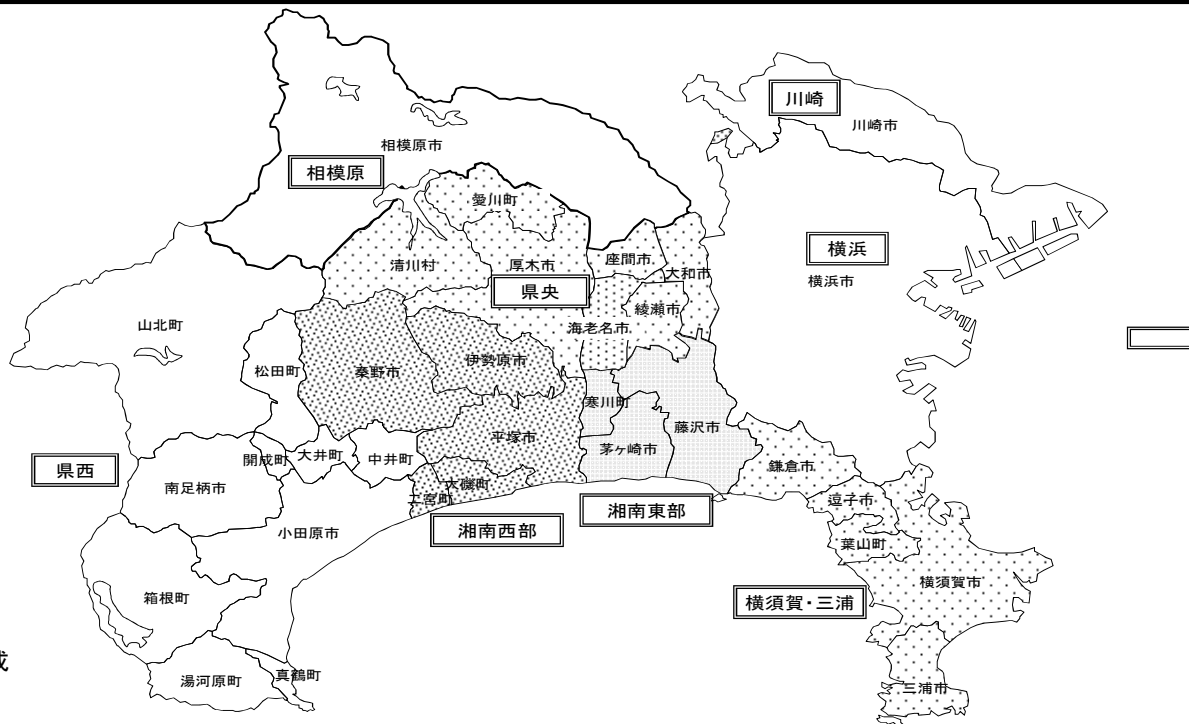 川崎
川崎市
相模原市
相模原
愛川町
横浜
横浜市
清川村
厚木市
座間市
大和市
県央
綾瀬市
海老名市
山北町
松田町
秦野市
伊勢原市
寒川町
藤沢市
平塚市
茅ヶ崎市
開成町
大井町
中井町
県西
南足柄市
鎌倉市
大磯町
二宮町
逗子市
湘南東部
湘南西部
小田原市
葉山町
横須賀市
箱根町
横須賀・三浦
湯河原町
真鶴町
三浦市